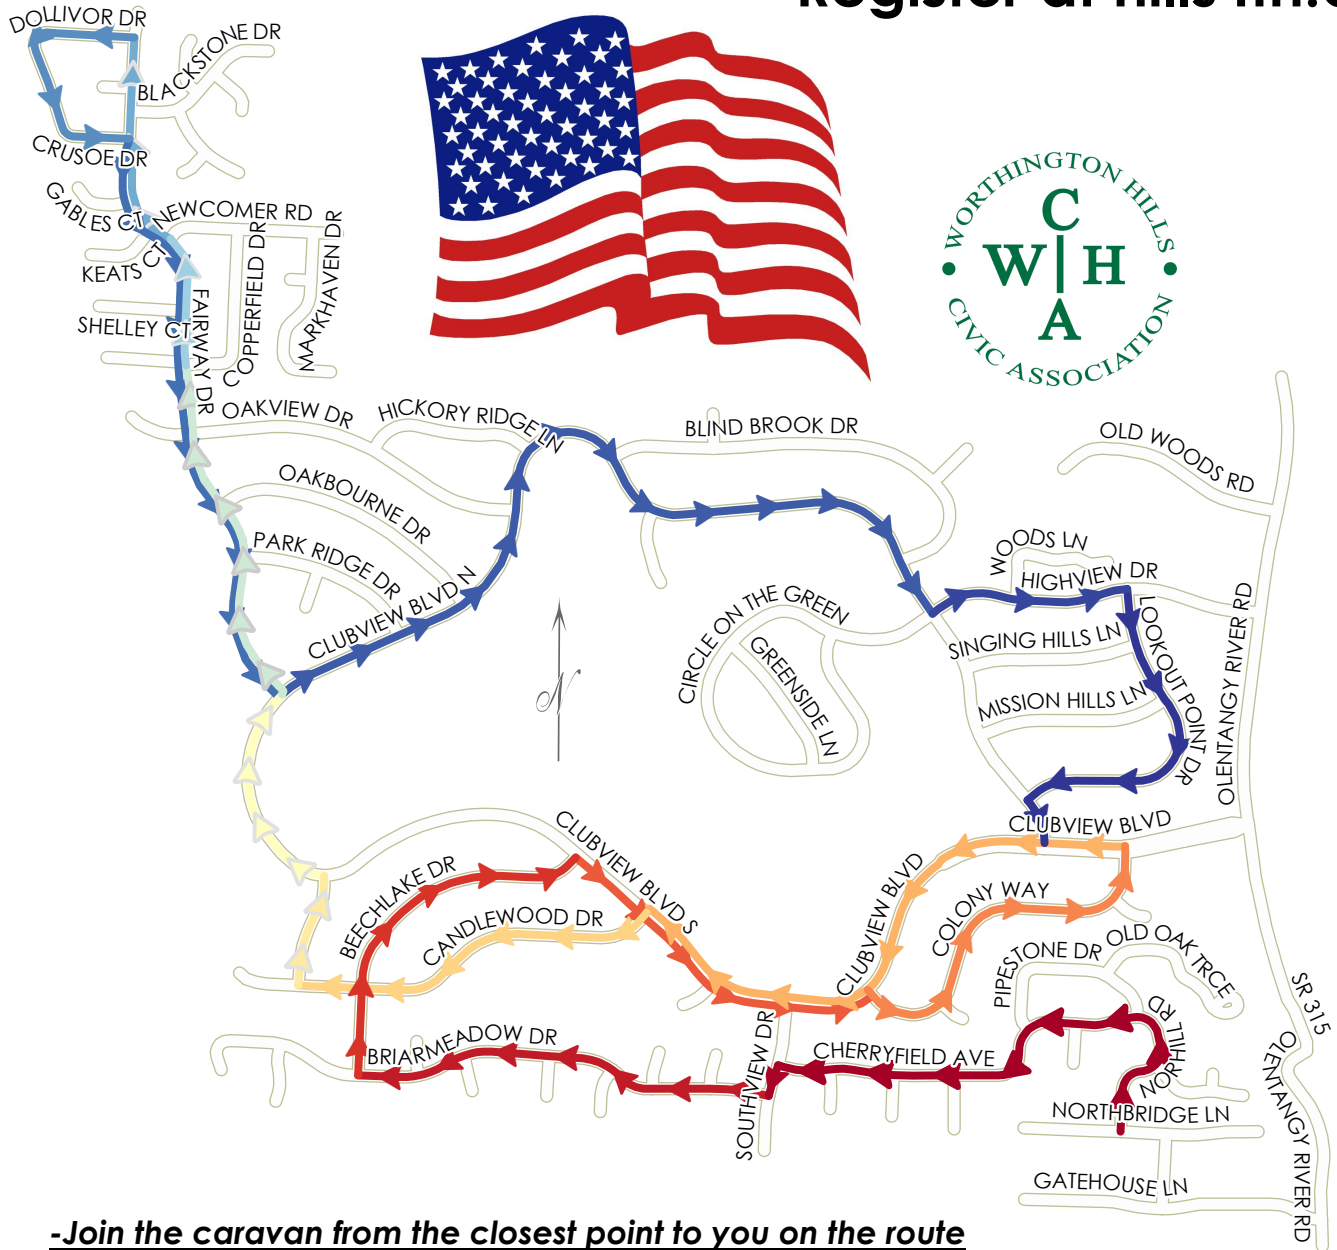 Register at hills
DOLLIVOR DR
BLACKSTONE DR
CRUSOE DR
GABLES CT
NEWCOMER RD
KEATS CT
SHELLEY CT
FAIRWAY DR
COPPERFIELD DR
MARKHAVEN DR
WORTHINGTON HILLS
C
W H
A
CIVIC ASSOCIATION
OAKVIEW DR
HICKORY RIDGE LN
BLIND BROOK DR
OLD WOODS RD
OAKBOURNE DR
PARK RIDGE DR
CLUBVIEW BLVD N
WOODS LN
HIGHVIEW DR
CIRCLE ON THE GREEN
GREENSIDE LN
SINGING HILLS LN
MISSION HILLS LN
LOOKOUT POINT DR
OLENTANGY RIVER RD
N
CLUBVIEW BLVD
CLUBVIEW BLVD S
BEECHLAKE DR
CANDLEWOOD DR
CLUBVIEW BLVD
COLONY WAY
PIPESTONE DR
OLD OAK TRCE
SR 315
BRIARMEADOW DR
SOUTHVIEW DR
CHERRYFIELD AVE
NORHILL RD
NORTHBRIDGE LN
GATEHOUSE LN
OLENTANGY RIVER RD
-Join the caravan from the closest point to you on the route